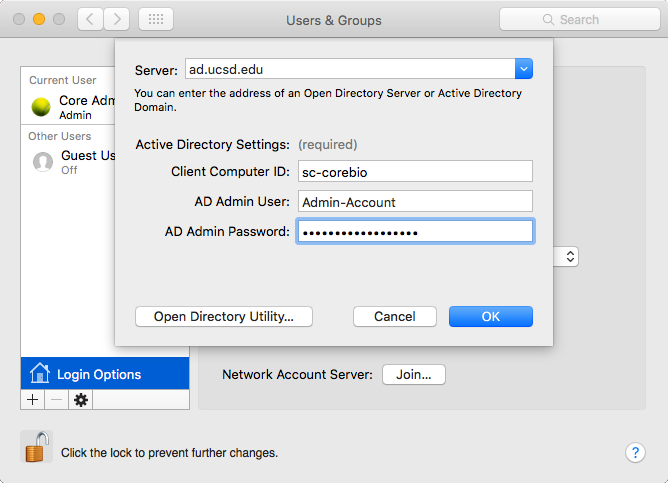 Users & Groups
Search
Server:
ad.ucsd.edu
You can enter the address of an Open Directory Server or Active Directory
Domain.
Current User
Core Adm
Admin
Other Users
Guest Us
Off
Active Directory Settings:
(required)
Client Computer ID:
sc-corebio
AD Admin User:
Admin-Account
AD Admin Password:
••••••••••••••••••
Open Directory Utility...
Cancel
OK
Login Options
Network Account Server:
Join...
Click the lock to prevent further changes.
?